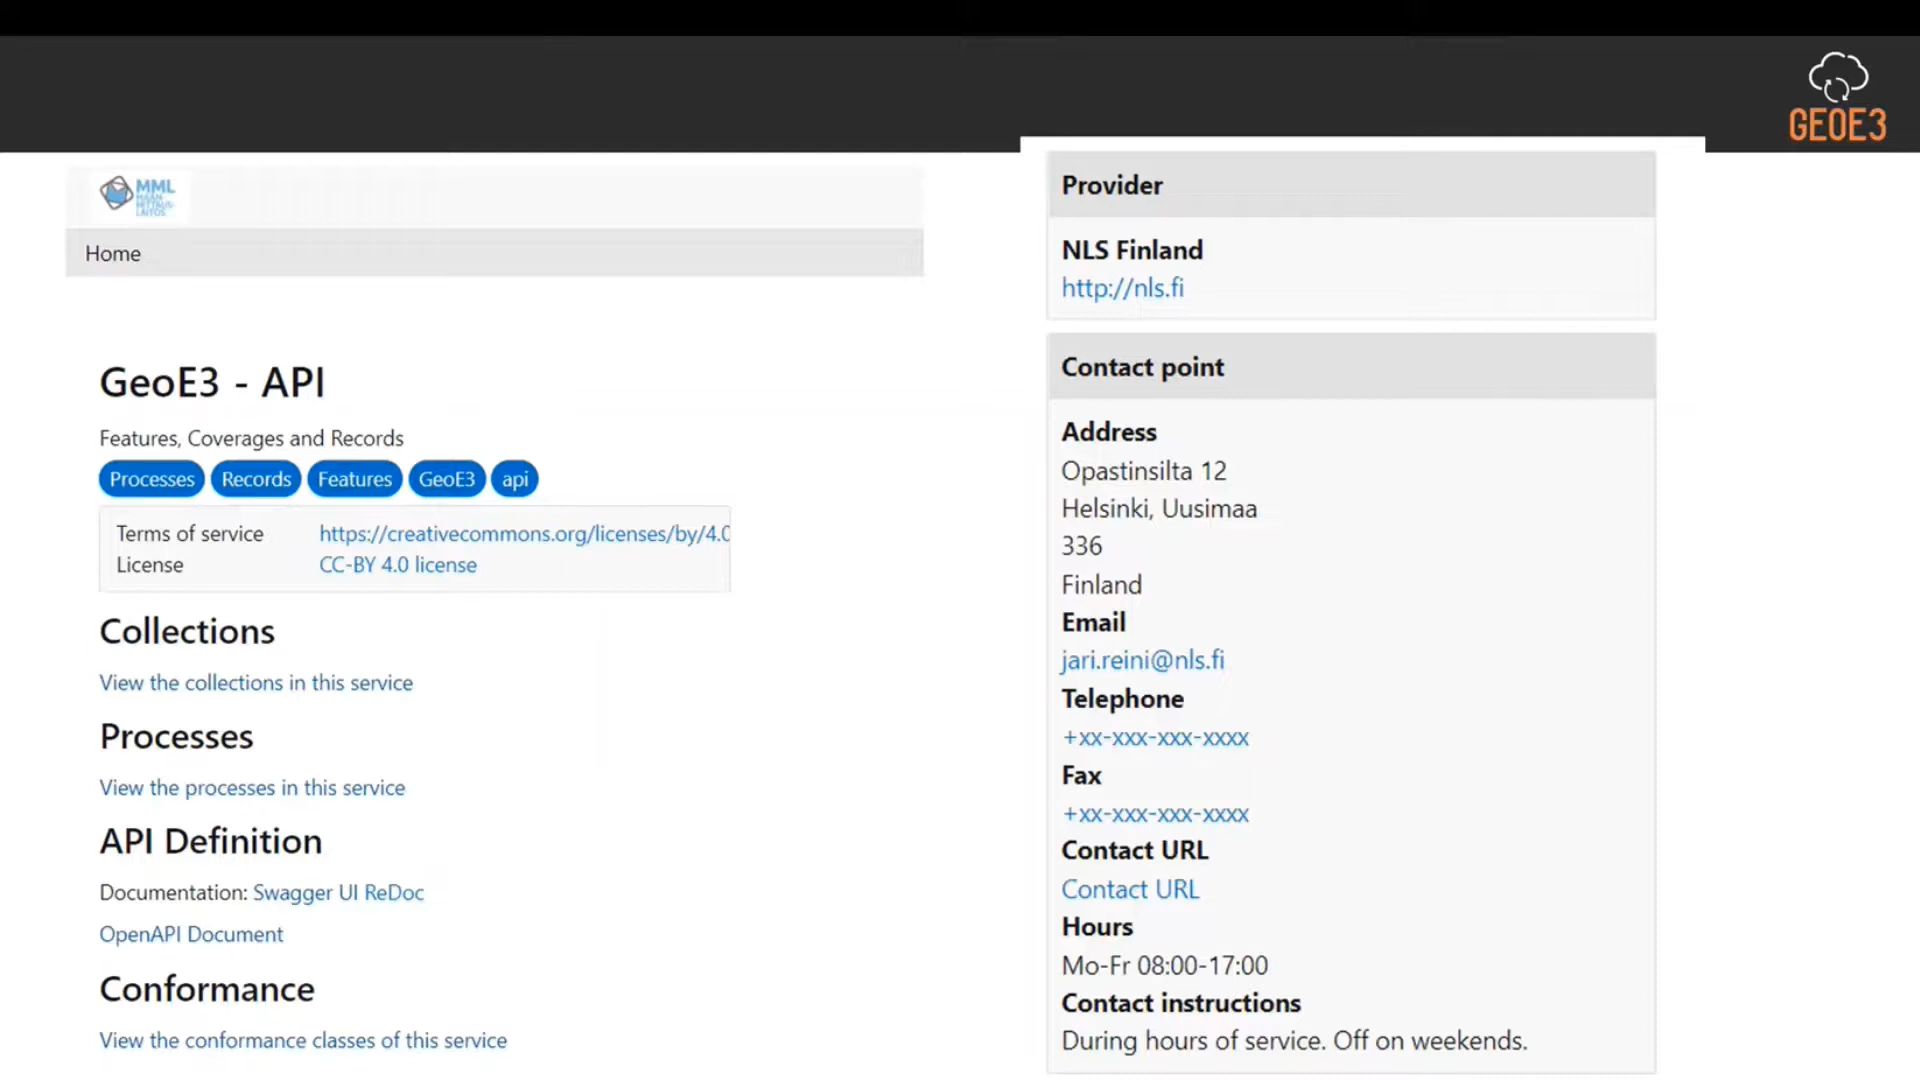 GEOE3
MML
MAAN
MITTAUS
LAITOS
Home
GeoE3 - API
Features, Coverages and Records
Processes Records Features GeoE3 api
Terms of service https://creativecommons.org/licenses/by/4.0
License CC-BY 4.0 license
Collections
View the collections in this service
Processes
View the processes in this service
API Definition
Documentation: Swagger UI ReDoc
OpenAPI Document
Conformance
View the conformance classes of this service
Provider
NLS Finland
http://nls.fi
Contact point
Address
Opastinsilta 12
Helsinki, Uusimaa
336
Finland
Email
jari.reini@nls.fi
Telephone
+xx-xxx-xxx-xxxx
Fax
+xx-xxx-xxx-xxxx
Contact URL
Contact URL
Hours
Mo-Fr 08:00-17:00
Contact instructions
During hours of service. Off on weekends.